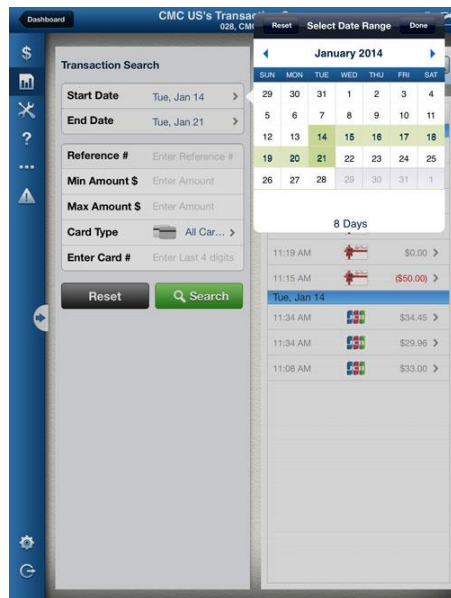 Dashboard
CMC US's Transa
028, CM
Reset Select Date Range Done
January 2014
SUN MON TUE WED THU FRI SAT
29 30 31 1 2 3 4
5 6 7 8 9 10 11
12 13 14 15 16 17 18
19 20 21 22 23 24 25
26 27 28 29 30 31 1
8 Days
$
?
Transaction Search
Start Date Tue, Jan 14 >
End Date Tue, Jan 21 >
Reference # Enter Reference #
Min Amount $ Enter Amount
Max Amount $ Enter Amount
Card Type All Car... >
Enter Card # Enter Last 4 digits
Reset Search
11:19 AM $0.00 >
11:15 AM ($50.00) >
Tue, Jan 14
11:34 AM JCB $34.45 >
11:34 AM JCB $29.96 >
11:08 AM JCB $33.00 >